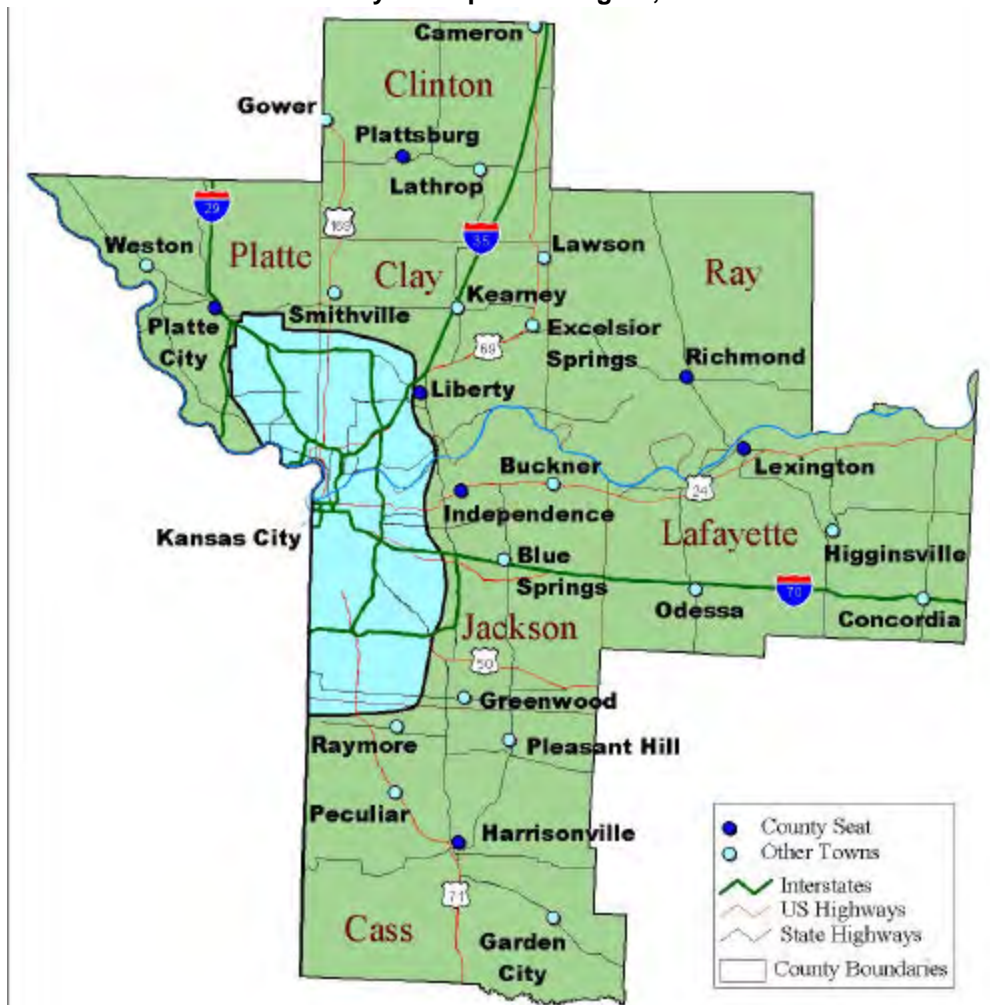 Cameron
Clinton
Gower
Plattsburg
Lathrop
29
169
35
Weston
Platte
Clay
Lawson
Ray
Kearney
Smithville
Platte
City
Excelsior
Springs
69
Richmond
Liberty
Buckner
Lexington
24
Independence
Kansas City
Lafayette
Higginsville
Blue
Springs
70
Odessa
Concordia
Jackson
50
Greenwood
Raymore
Pleasant Hill
Peculiar
Harrisonville
71
Cass
Garden
City
County Seat
Other Towns
Interstates
US Highways
State Highways
County Boundaries